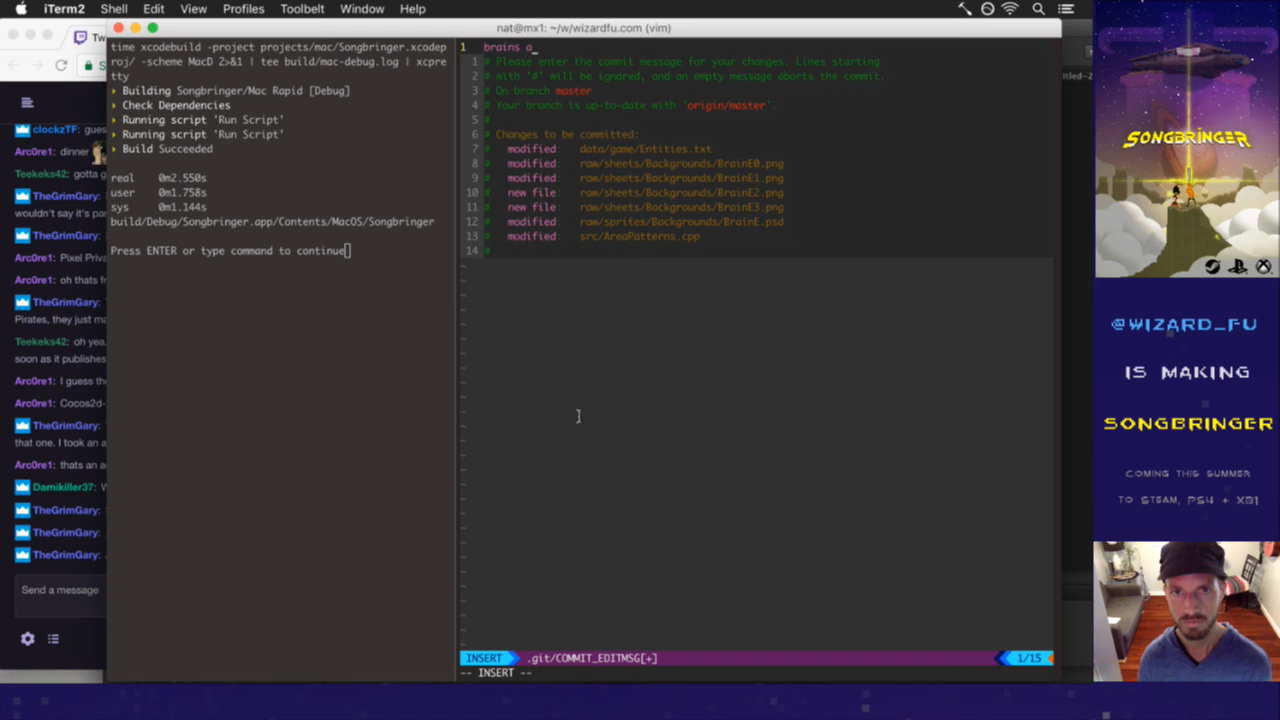 iTerm2 Shell Edit View Profiles Toolbelt Window Help
nat@mx1: ~/w/wizardfu.com (vim)
Tw
S
clockzTF: gues
Arc0re1: dinner
Teekeks42: gotta g
TheGrimGary:
wouldn't say it's pa
TheGrimGary:
Arc0re1: Pixel Priva
Arc0re1: oh thats fr
TheGrimGary:
Pirates, they just ma
Teekeks42: oh yea.
soon as it publishes
Arc0re1: I guess the
Arc0re1: Cocos2d-
TheGrimGary:
that one. I took an a
Arc0re1: thats an a
Damikiller37: W
TheGrimGary:
TheGrimGary:
TheGrimGary:
Send a message
time xcodebuild -project projects/mac/Songbringer.xcodep
roj/ -scheme MacD 2>&1 | tee build/mac-debug.log | xcpre
tty
Building Songbringer/Mac Rapid [Debug]
Check Dependencies
Running script 'Run Script'
Running script 'Run Script'
Build Succeeded
real 0m2.550s
user 0m1.758s
sys 0m1.144s
build/Debug/Songbringer.app/Contents/MacOS/Songbringer
Press ENTER or type command to continue
1 brains a
1 # Please enter the commit message for your changes. Lines starting
2 # with '#' will be ignored, and an empty message aborts the commit.
3 # On branch master
4 # Your branch is up-to-date with 'origin/master'.
5 #
6 # Changes to be committed:
7 # modified: data/game/Entities.txt
8 # modified: raw/sheets/Backgrounds/BrainE0.png
9 # modified: raw/sheets/Backgrounds/BrainE1.png
10 # new file: raw/sheets/Backgrounds/BrainE2.png
11 # new file: raw/sheets/Backgrounds/BrainE3.png
12 # modified: raw/sprites/Backgrounds/BrainE.psd
13 # modified: src/AreaPatterns.cpp
14 #
INSERT .git/COMMIT_EDITMSG[+] 1/15
-- INSERT --
titled-2
SONGBRINGER
@WIZARD_FU
IS MAKING
SONGBRINGER
COMING THIS SUMMER
TO STEAM, PS4 + XB1